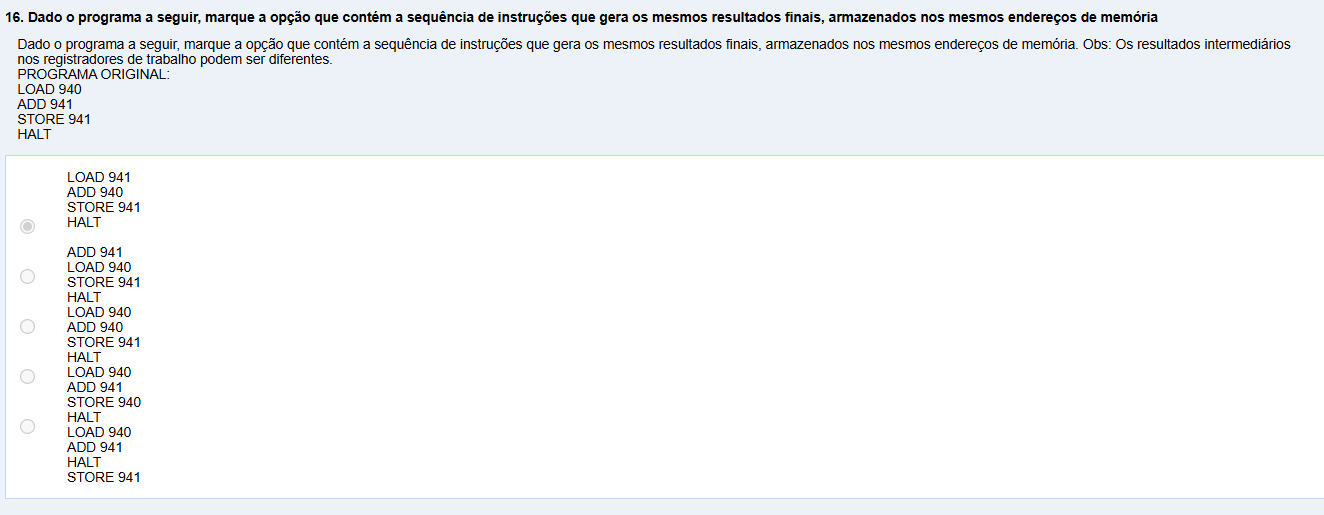 16. Dado o programa a seguir, marque a opção que contém a sequência de instruções que gera os mesmos resultados finais, armazenados nos mesmos endereços de memória
Dado o programa a seguir, marque a opção que contém a sequência de instruções que gera os mesmos resultados finais, armazenados nos mesmos endereços de memória. Obs: Os resultados intermediários
nos registradores de trabalho podem ser diferentes.
PROGRAMA ORIGINAL:
LOAD 940
ADD 941
STORE 941
HALT
LOAD 941
ADD 940
STORE 941
HALT
ADD 941
LOAD 940
STORE 941
HALT
LOAD 940
ADD 940
STORE 941
HALT
LOAD 940
ADD 941
STORE 940
HALT
LOAD 940
ADD 941
HALT
STORE 941